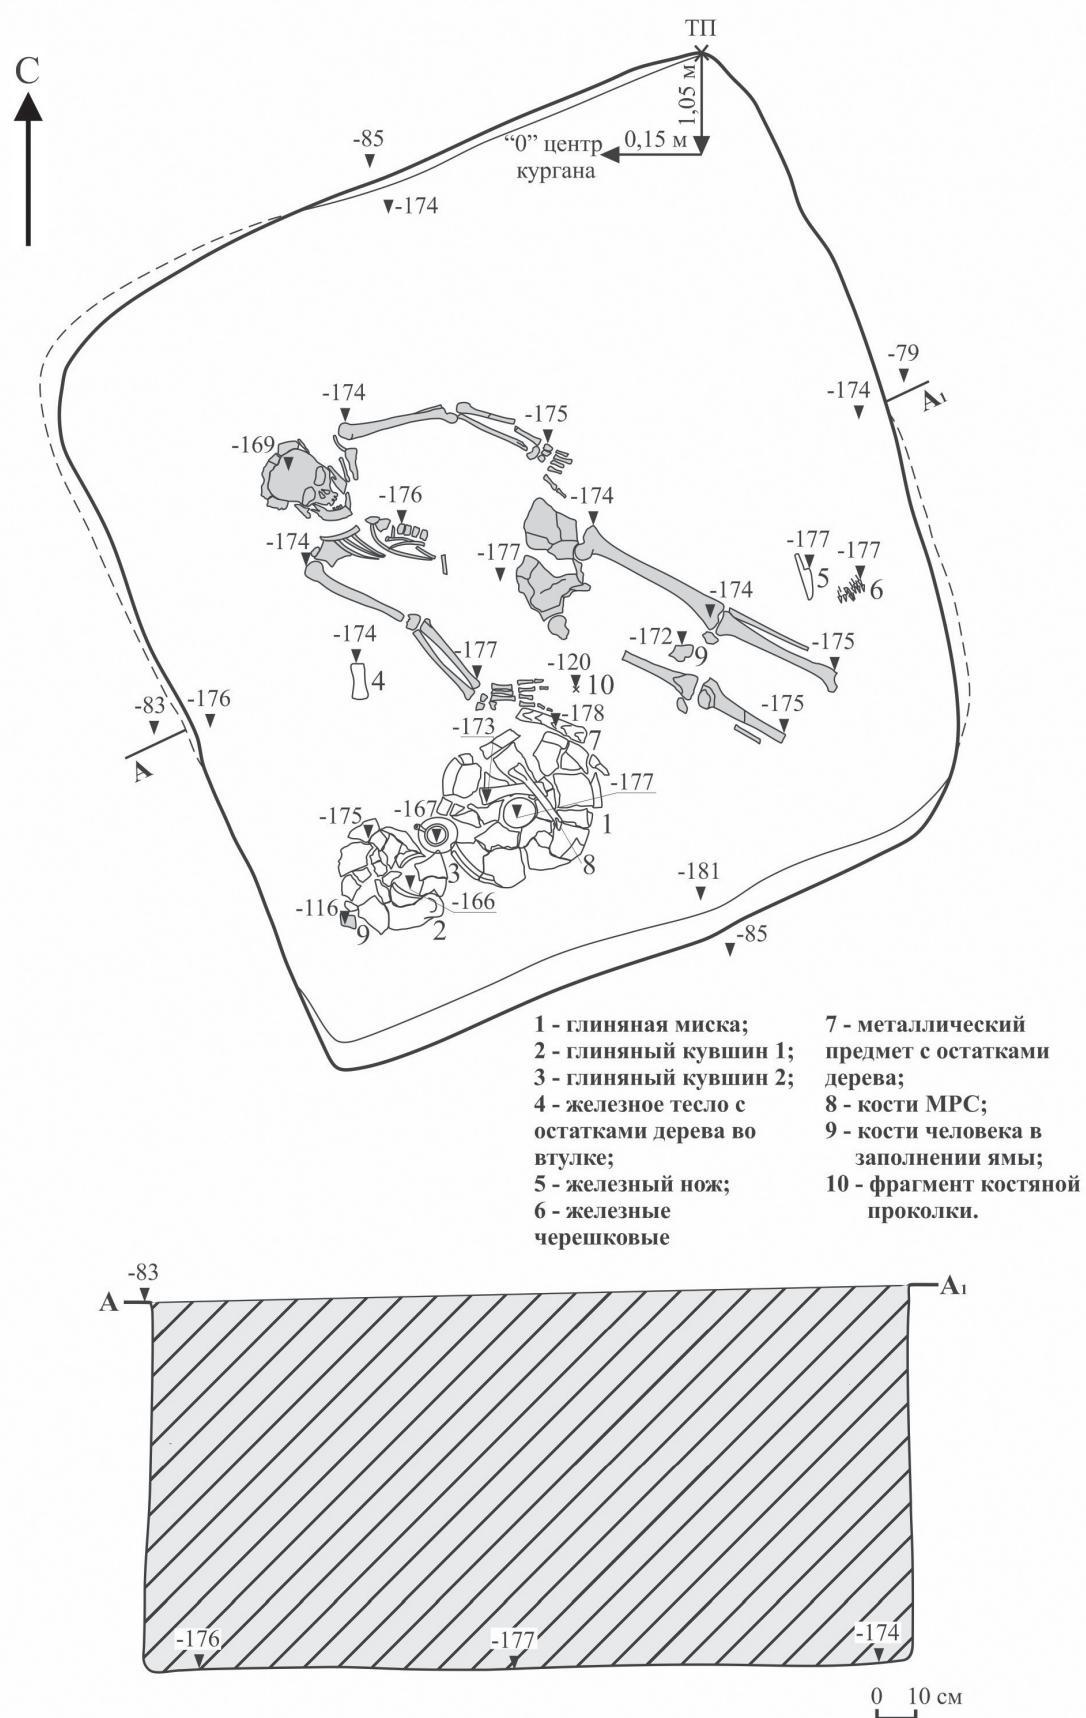 ТП
С
1,05 м
0,15 м
“0” центр
кургана
-85
-174
-79
А₁
-174
-174
-175
-169
-176
-174
-174
-177
-177
5
-177
6
-174
-172
9
-175
-174
4
-177
-120
10
-175
-83
-176
А
-178
7
-173
-177
1
-167
-175
3
8
-166
-116
9
2
-181
-85
1 - глиняная миска;
2 - глиняный кувшин 1;
3 - глиняный кувшин 2;
4 - железное тесло с
остатками дерева во
втулке;
5 - железный нож;
6 - железные
черешковые
7 - металлический
предмет с остатками
дерева;
8 - кости МРС;
9 - кости человека в
заполнении ямы;
10 - фрагмент костяной
проколки.
-83
А
А₁
-176
-177
-174
0 10 см